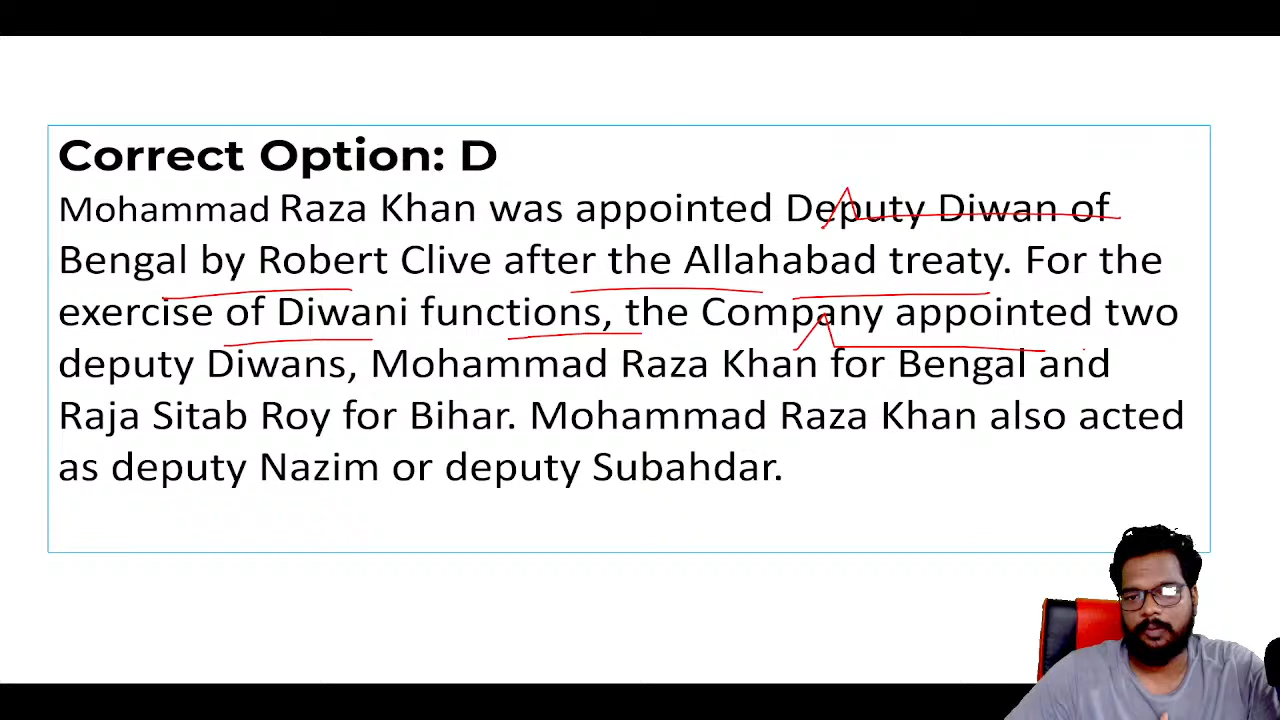 Correct Option: D
Mohammad Raza Khan was appointed Deputy Diwan of
Bengal by Robert Clive after the Allahabad treaty. For the
exercise of Diwani functions, the Company appointed two
deputy Diwans, Mohammad Raza Khan for Bengal and
Raja Sitab Roy for Bihar. Mohammad Raza Khan also acted
as deputy Nazim or deputy Subahdar.